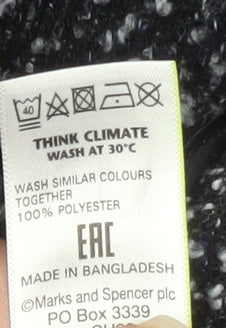 40
THINK CLIMATE
WASH AT 30°C
WASH SIMILAR COLOURS
TOGETHER
100% POLYESTER
EAC
MADE IN BANGLADESH
©Marks and Spencer plc
PO Box 3339